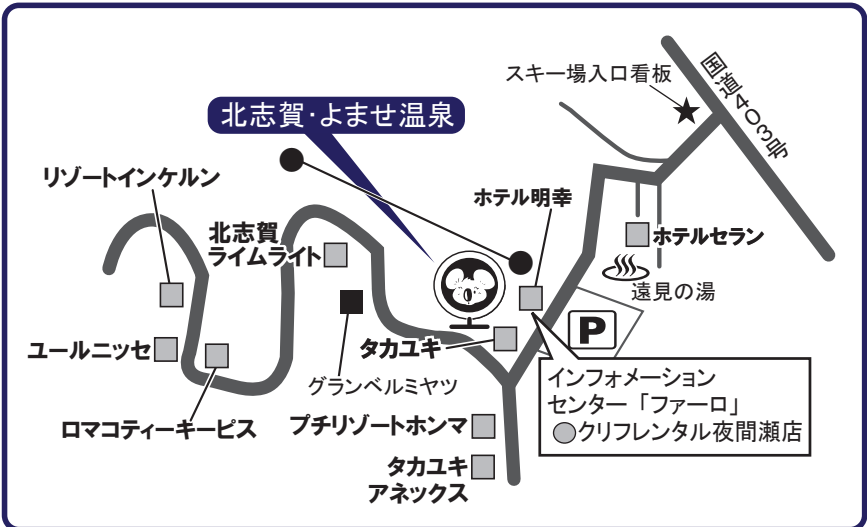 スキー場入口看板
国道403号
北志賀・よませ温泉
リゾートインケルン
ホテル明幸
北志賀
ライムライト
ホテルセラン
遠見の湯
P
ユールニッセ
タカユキ
グランベルミヤツ
インフォメーション
センター「ファーロ」
クリフレンタル夜間瀬店
ロマコティーキーピス
プチリゾートホンマ
タカユキ
アネックス